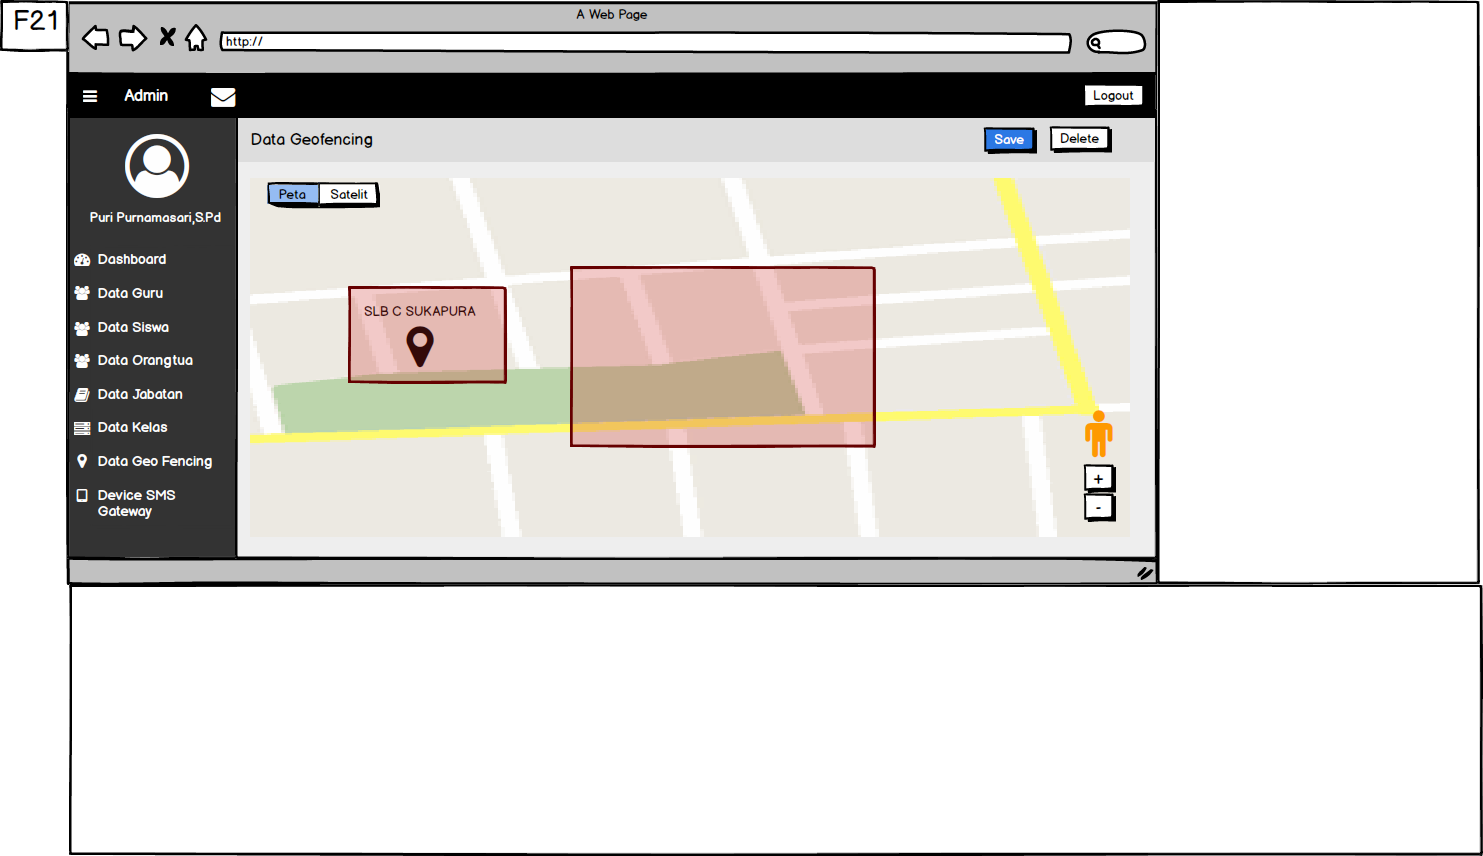 F21
A Web Page
http://
Admin
Logout
Data Geofencing
Save
Delete
Puri Purnamasari,S.Pd
Dashboard
Data Guru
Data Siswa
Data Orangtua
Data Jabatan
Data Kelas
Data Geo Fencing
Device SMS
Gateway
Peta
Satelit
SLB C SUKAPURA
+
-